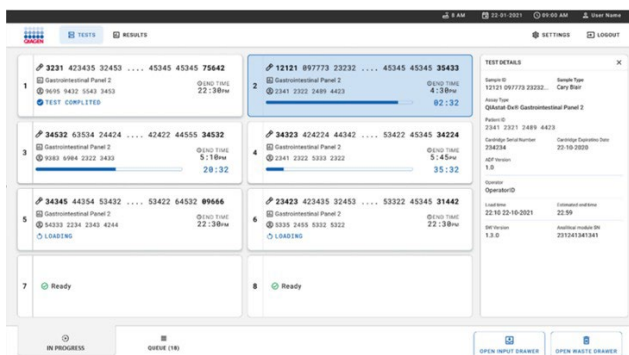 8 AM 22-01-2021 09:00 AM User Name
QIAGEN TESTS RESULTS SETTINGS LOGOUT
1
3231 423435 32453 .... 45345 45345 75642
Gastrointestinal Panel 2
9695 9432 5543 3453
END TIME
22:30PM
TEST COMPLITED
2
12121 097773 23232 ... 45345 45345 35433
Gastrointestinal Panel 2
2341 2322 2489 4423
END TIME
4:30PM
02:32
3
34532 63534 24424 .... 42422 44555 34532
Gastrointestinal Panel 2
9383 6984 2322 3433
END TIME
5:10PM
20:32
4
34323 424224 44342 .... 53422 45345 34224
Gastrointestinal Panel 2
2341 2322 5333 2322
END TIME
5:45PM
35:32
5
34345 44354 53432 .... 53422 64532 09666
Gastrointestinal Panel 2
54333 2234 2343 4244
END TIME
22:30PM
LOADING
6
23423 423435 32453 .... 53422 45345 31442
Gastrointestinal Panel 2
5335 2455 5332 5322
END TIME
22:30PM
LOADING
7 Ready
8 Ready
TEST DETAILS
Sample ID Sample Type
12121 097773 23232... Cary Blair
Assay Type
QIAstat-Dx® Gastrointestinal Panel 2
Patient ID
2341 2321 2489 4423
Cartridge Serial Number Cartridge Expiration Date
234234 22-10-2020
ADF Version
1.0
Operator
OperatorID
Load time Estimated end time
22:10 22-10-2021 22:59
SW Version Analitical module SN
1.3.0 231241341341
IN PROGRESS QUEUE (10) OPEN INPUT DRAWER OPEN WASTE DRAWER